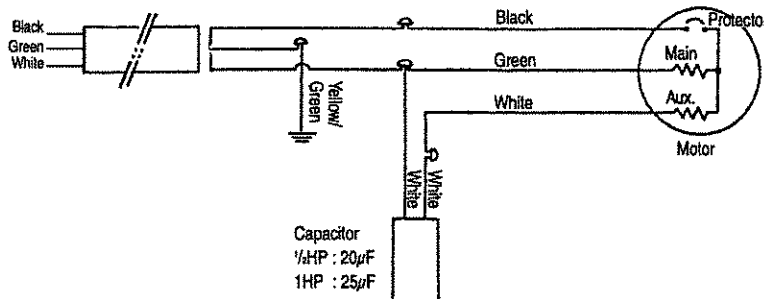 Black
Green
White
Black
Protecto
Green
Main
White
Aux.
Motor
Yellow/
Green
White
White
Capacitor
½HP : 20µF
1HP : 25µF